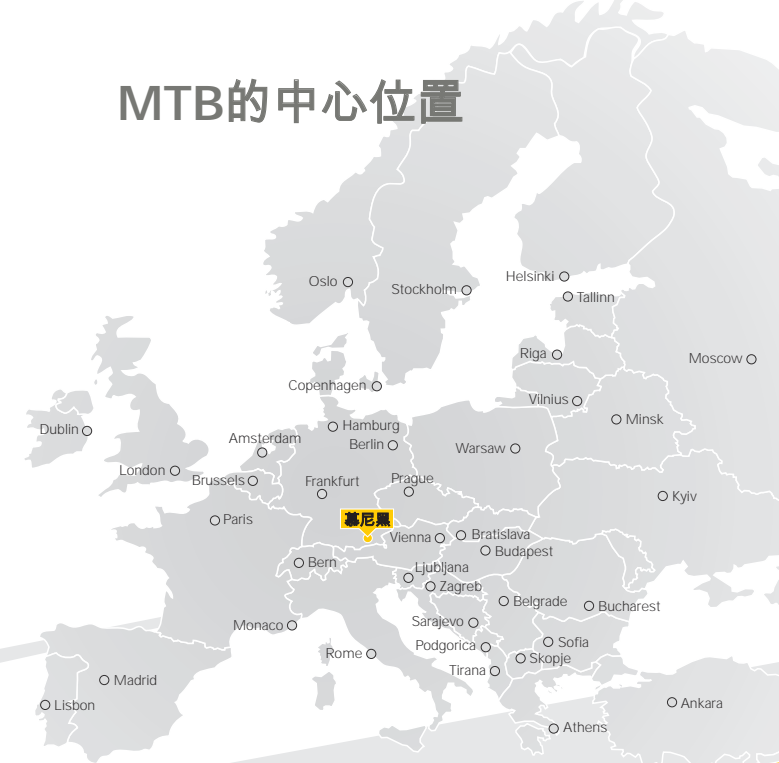 MTB的中心位置
Oslo
Stockholm
Helsinki
Tallinn
Riga
Moscow
Copenhagen
Vilnius
Minsk
Dublin
Hamburg
Amsterdam
Berlin
Warsaw
London
Brussels
Frankfurt
Prague
Kyiv
Paris
慕尼黑
Vienna
Bratislava
Budapest
Bern
Ljubljana
Zagreb
Belgrade
Bucharest
Monaco
Sarajevo
Rome
Podgorica
Sofia
Skopje
Tirana
Madrid
Lisbon
Ankara
Athens